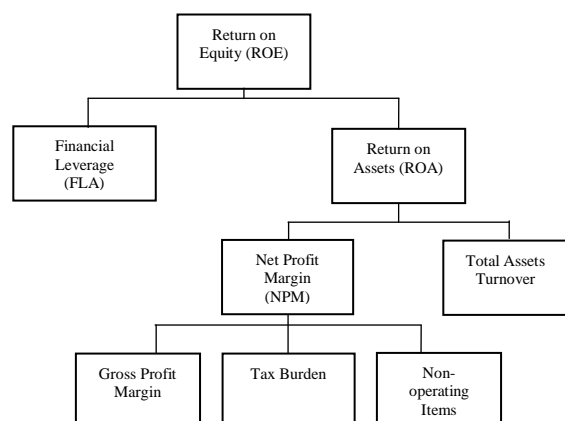 Return on
Equity (ROE)
Financial
Leverage
(FLA)
Return on
Assets (ROA)
Net Profit
Margin
(NPM)
Total Assets
Turnover
Gross Profit
Margin
Tax Burden
Non-
operating
Items